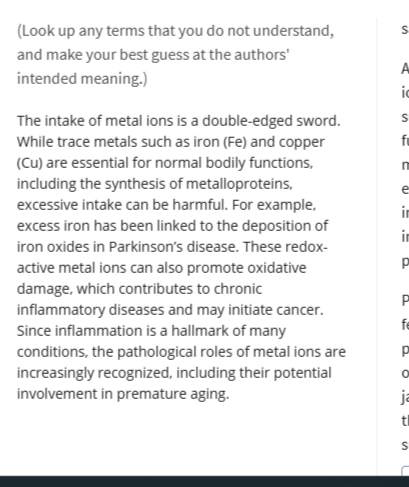 (Look up any terms that you do not understand,
and make your best guess at the authors'
intended meaning.)
The intake of metal ions is a double-edged sword.
While trace metals such as iron (Fe) and copper
(Cu) are essential for normal bodily functions,
including the synthesis of metalloproteins,
excessive intake can be harmful. For example,
excess iron has been linked to the deposition of
iron oxides in Parkinson's disease. These redox-
active metal ions can also promote oxidative
damage, which contributes to chronic
inflammatory diseases and may initiate cancer.
Since inflammation is a hallmark of many
conditions, the pathological roles of metal ions are
increasingly recognized, including their potential
involvement in premature aging.